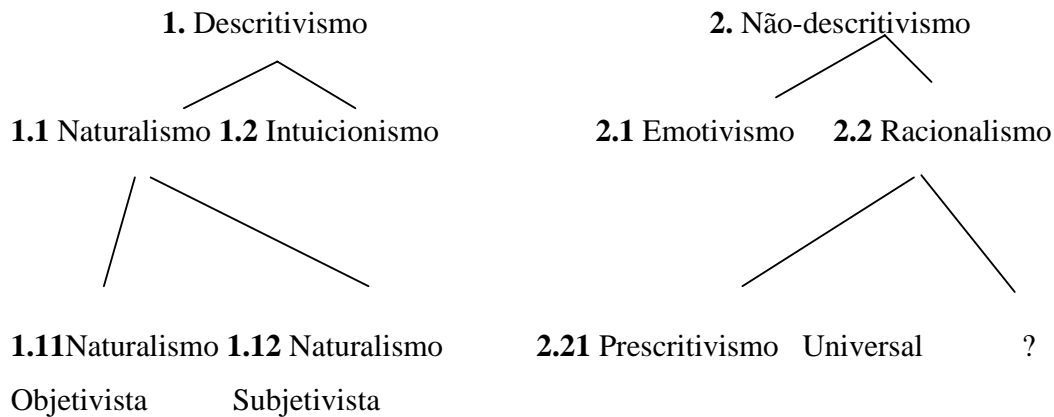 1. Descritivismo 2. Não-descritivismo
1.1 Naturalismo 1.2 Intuicionismo 2.1 Emotivismo 2.2 Racionalismo
1.11Naturalismo 1.12 Naturalismo 2.21 Prescritivismo Universal ?
Objetivista Subjetivista